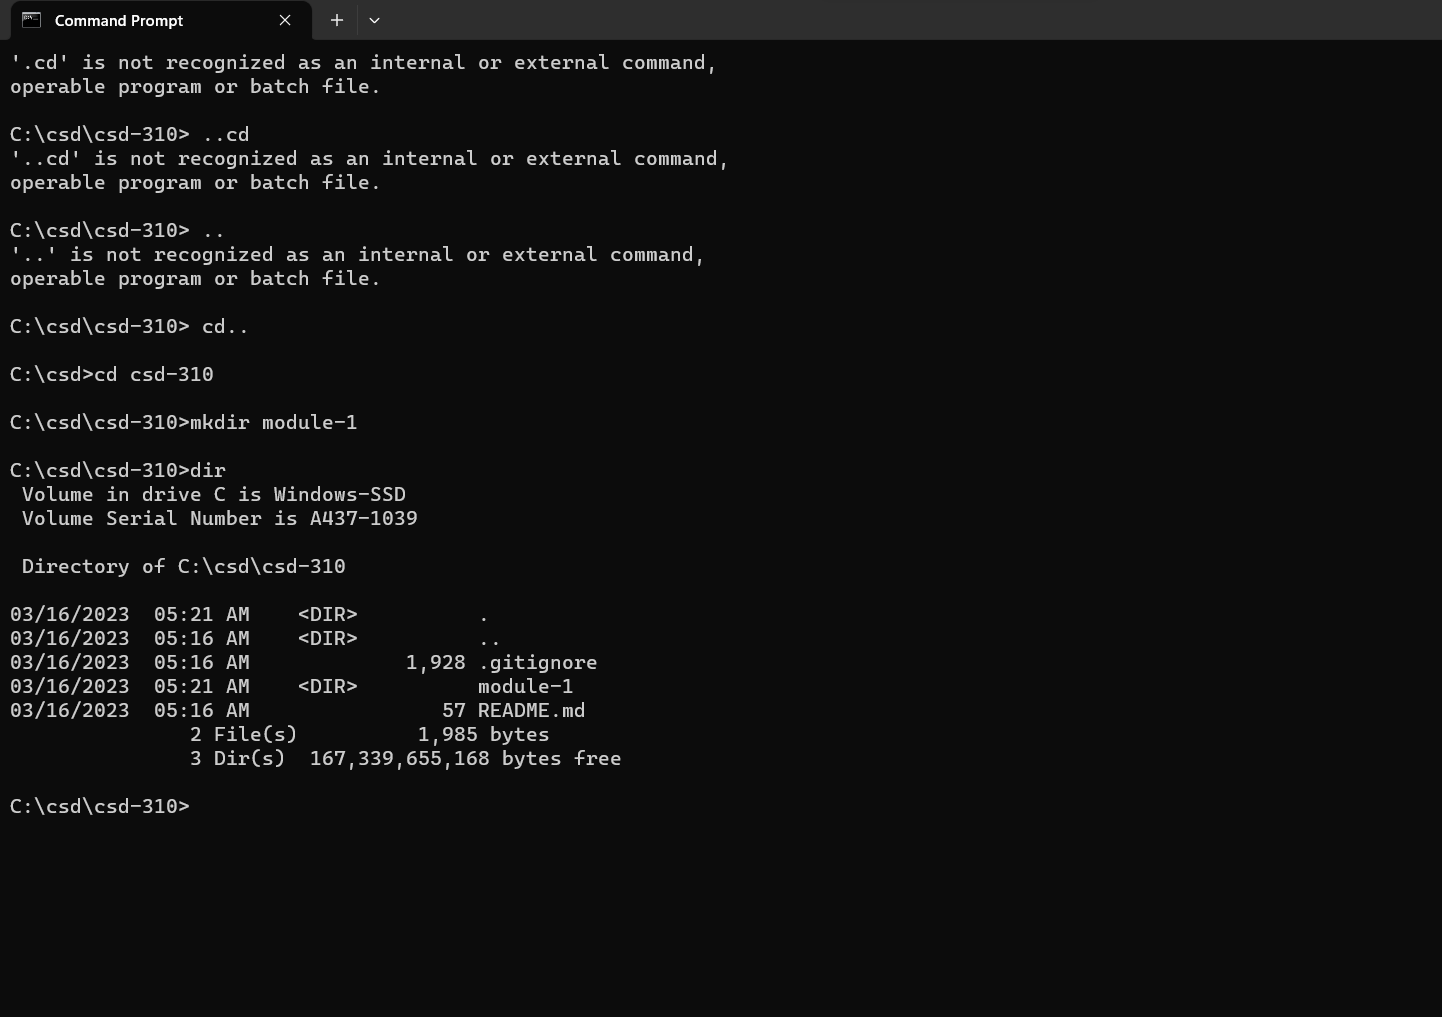 Command Prompt
'.cd' is not recognized as an internal or external command,
operable program or batch file.
C:\csd\csd-310> ..cd
'..cd' is not recognized as an internal or external command,
operable program or batch file.
C:\csd\csd-310> ..
'..' is not recognized as an internal or external command,
operable program or batch file.
C:\csd\csd-310> cd..
C:\csd>cd csd-310
C:\csd\csd-310>mkdir module-1
C:\csd\csd-310>dir
 Volume in drive C is Windows-SSD
 Volume Serial Number is A437-1039
 Directory of C:\csd\csd-310
03/16/2023  05:21 AM    <DIR>          .
03/16/2023  05:16 AM    <DIR>          ..
03/16/2023  05:16 AM             1,928 .gitignore
03/16/2023  05:21 AM    <DIR>          module-1
03/16/2023  05:16 AM                57 README.md
               2 File(s)          1,985 bytes
               3 Dir(s)  167,339,655,168 bytes free
C:\csd\csd-310>